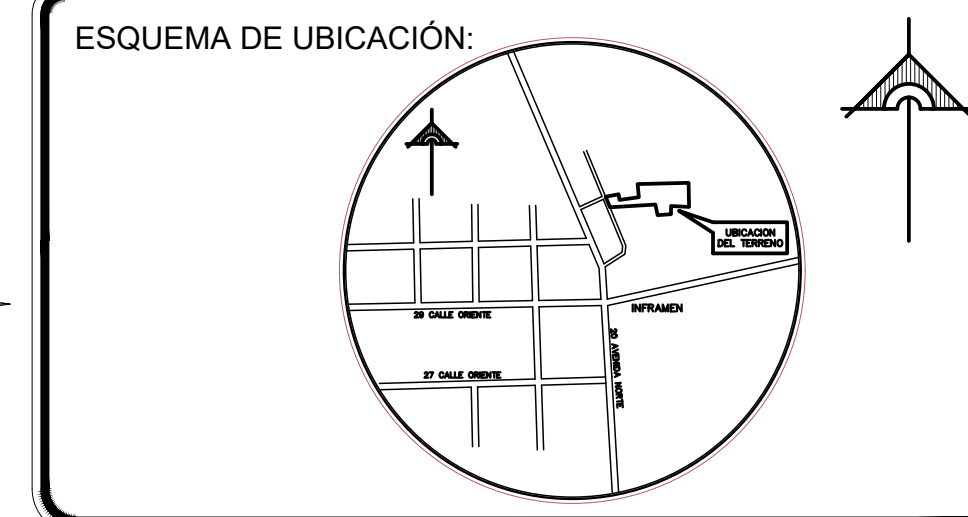 ESQUEMA DE UBICACIÓN:
UBICACION
DEL TERRENO
INFRAMEN
29 CALLE ORIENTE
20 AVENIDA NORTE
27 CALLE ORIENTE